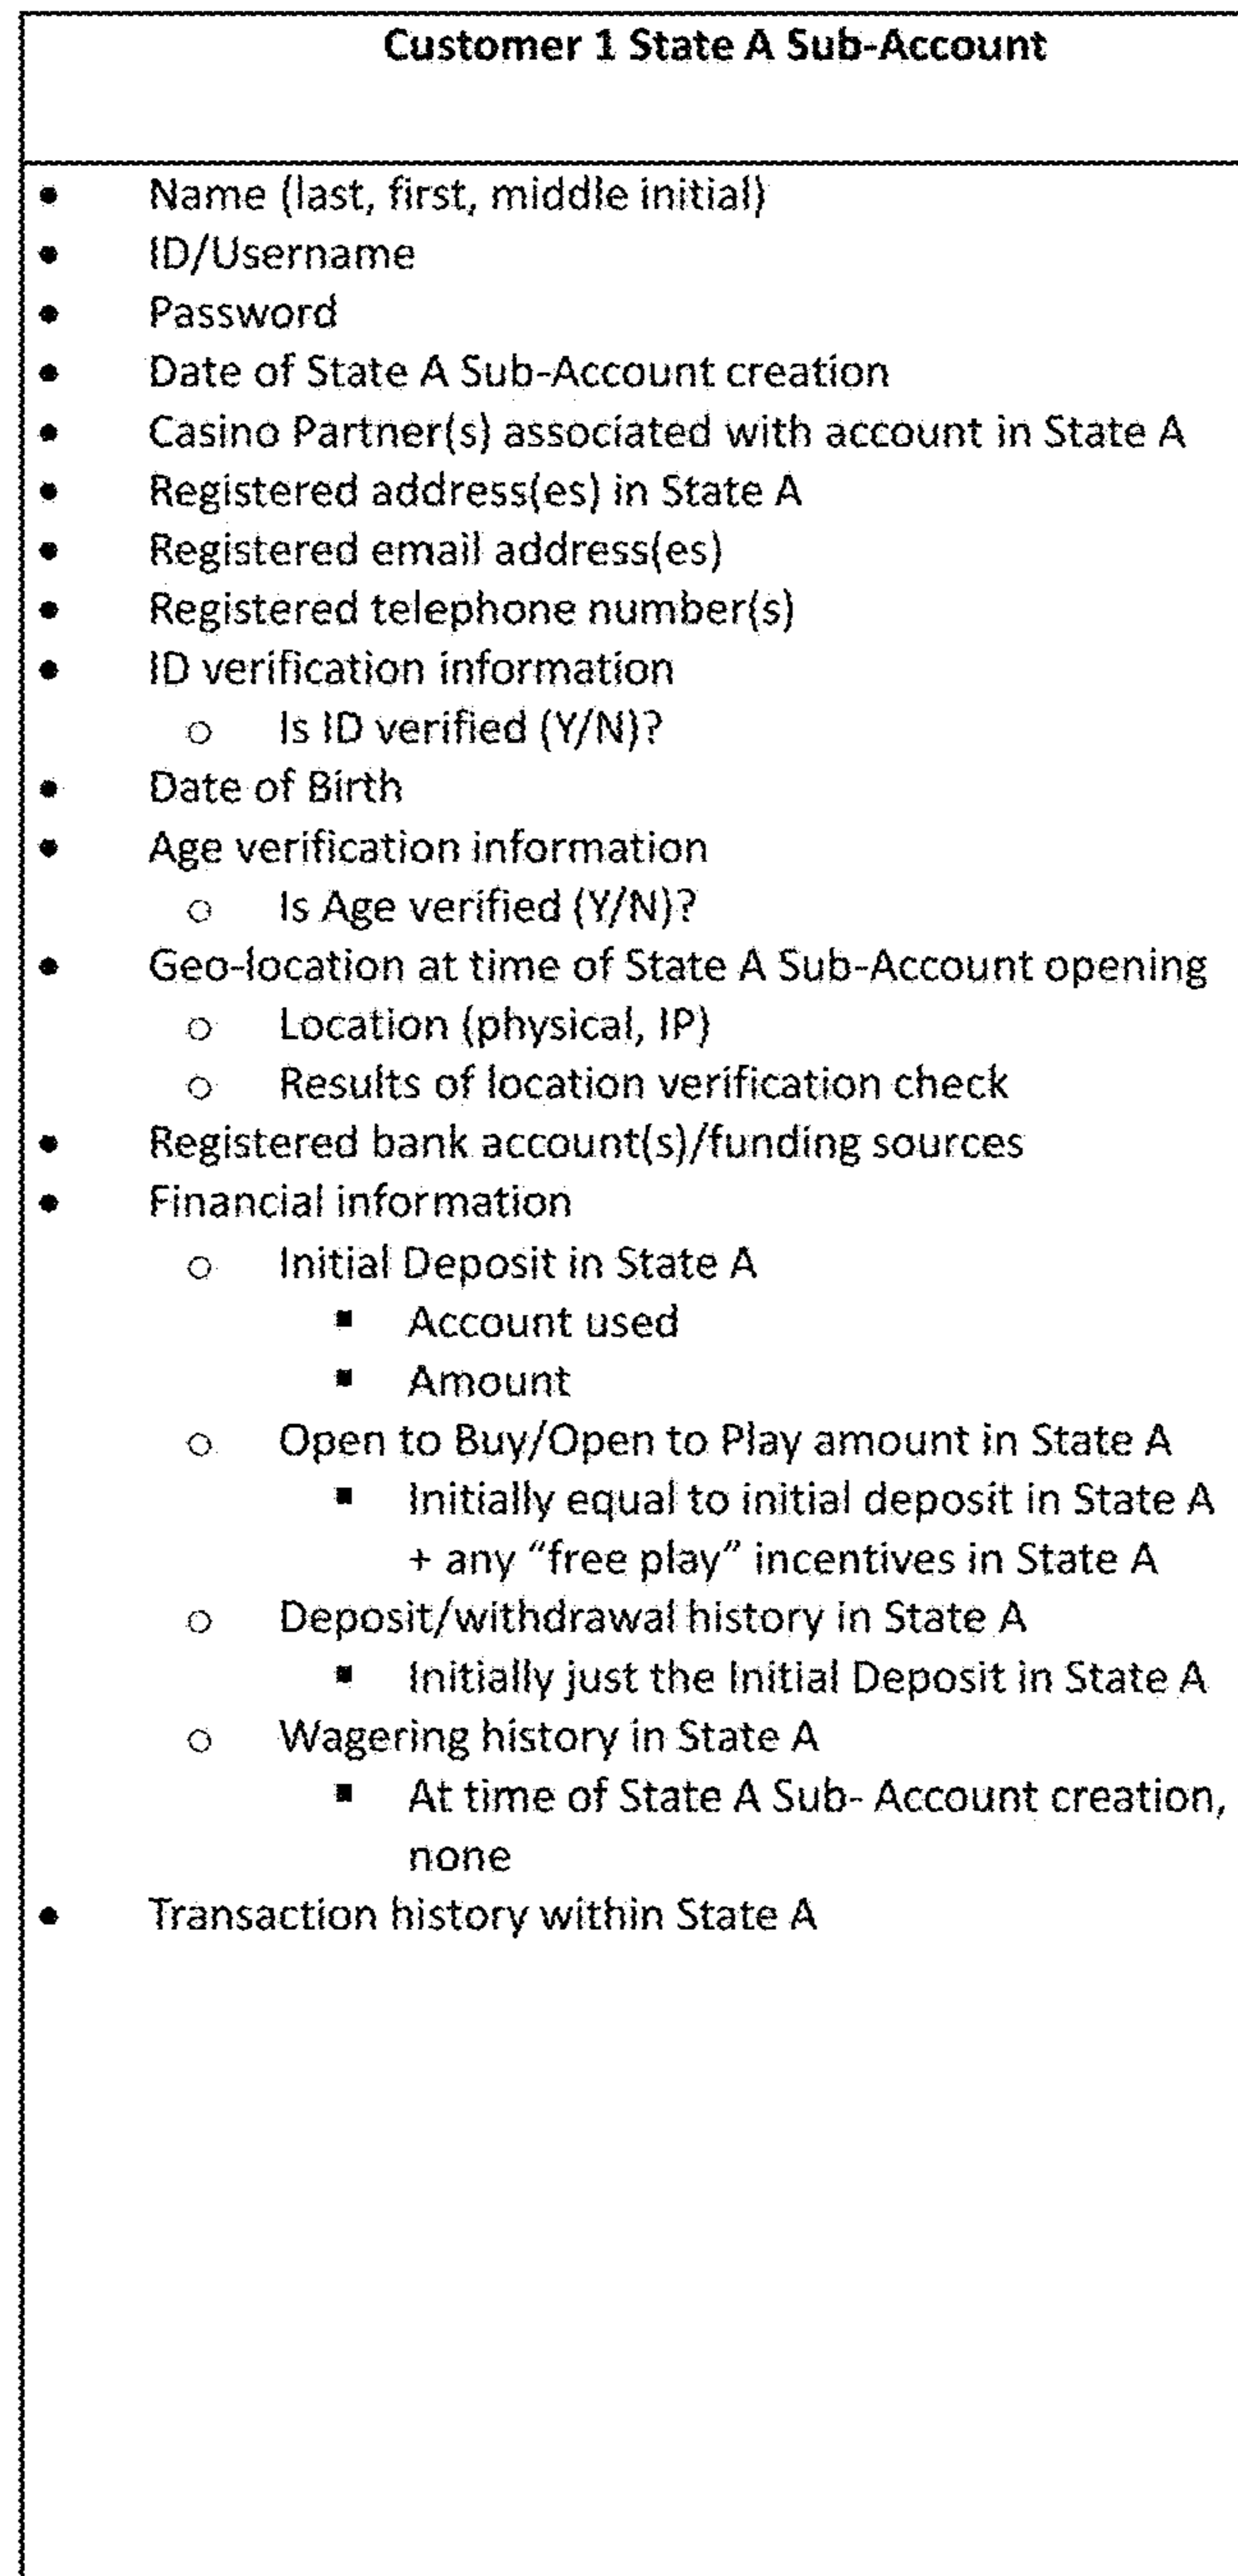 Customer 1 State A Sub-Account
• Name (last, first, middle initial)
• ID/Username
• Password
• Date of State A Sub-Account creation
• Casino Partner(s) associated with account in State A
• Registered address(es) in State A
• Registered email address(es)
• Registered telephone number(s)
• ID verification information
○ Is ID verified (Y/N)?
• Date of Birth
• Age verification information
○ Is Age verified (Y/N)?
• Geo-location at time of State A Sub-Account opening
○ Location (physical, IP)
○ Results of location verification check
• Registered bank account(s)/funding sources
• Financial information
○ Initial Deposit in State A
▪ Account used
▪ Amount
○ Open to Buy/Open to Play amount in State A
▪ Initially equal to initial deposit in State A
+ any “free play” incentives in State A
○ Deposit/withdrawal history in State A
▪ Initially just the Initial Deposit in State A
○ Wagering history in State A
▪ At time of State A Sub- Account creation,
none
• Transaction history within State A